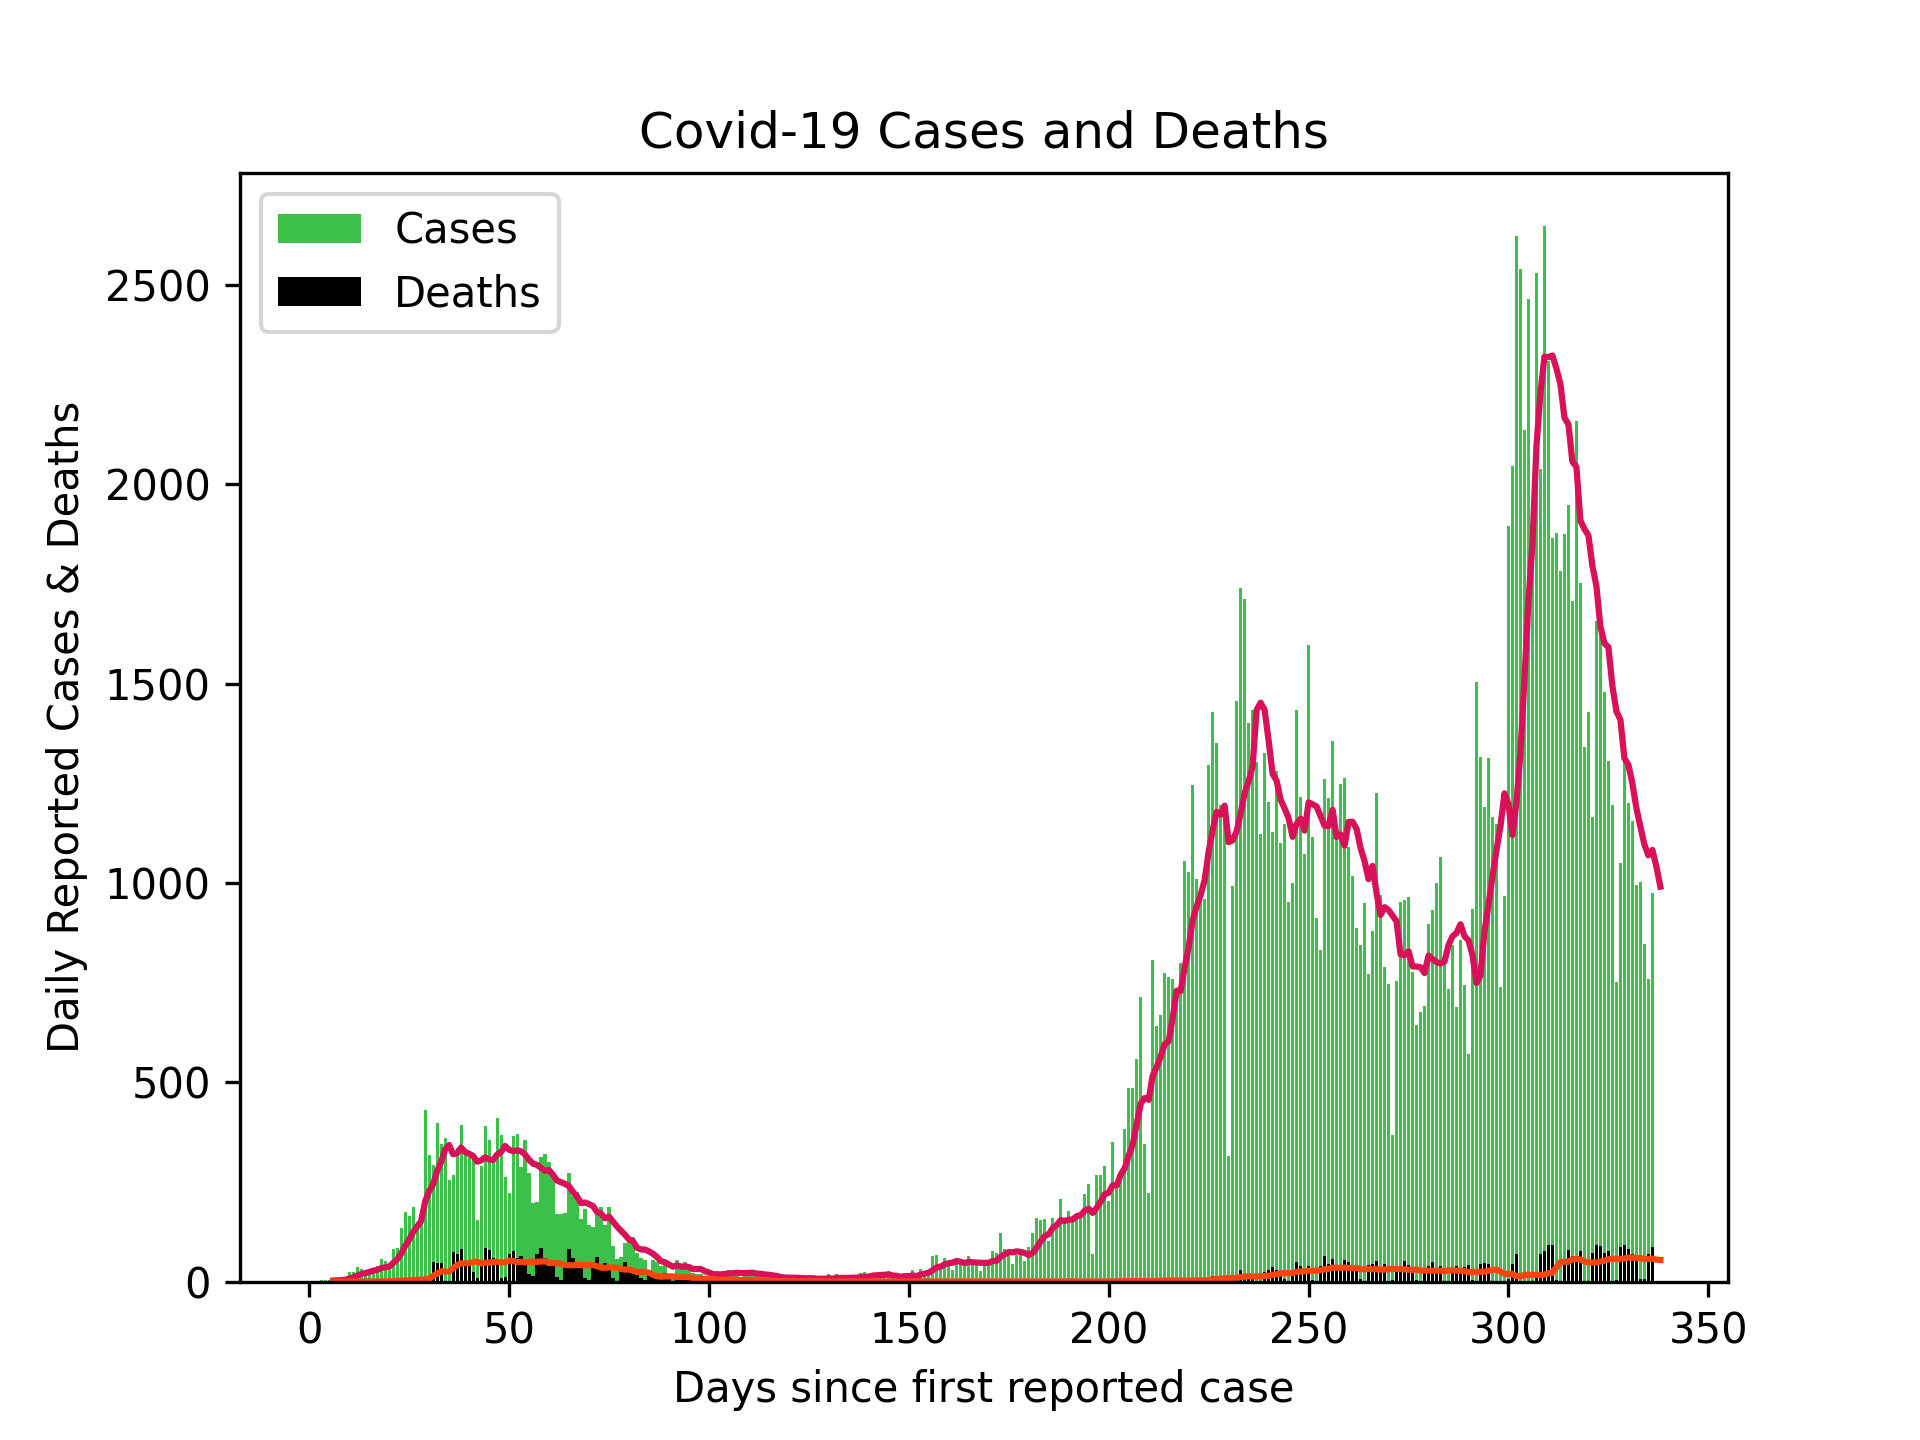 Covid-19 Cases and Deaths
Cases
Deaths
2500
2000
1500
1000
500
0
Daily Reported Cases & Deaths
0 50 100 150 200 250 300 350
Days since first reported case